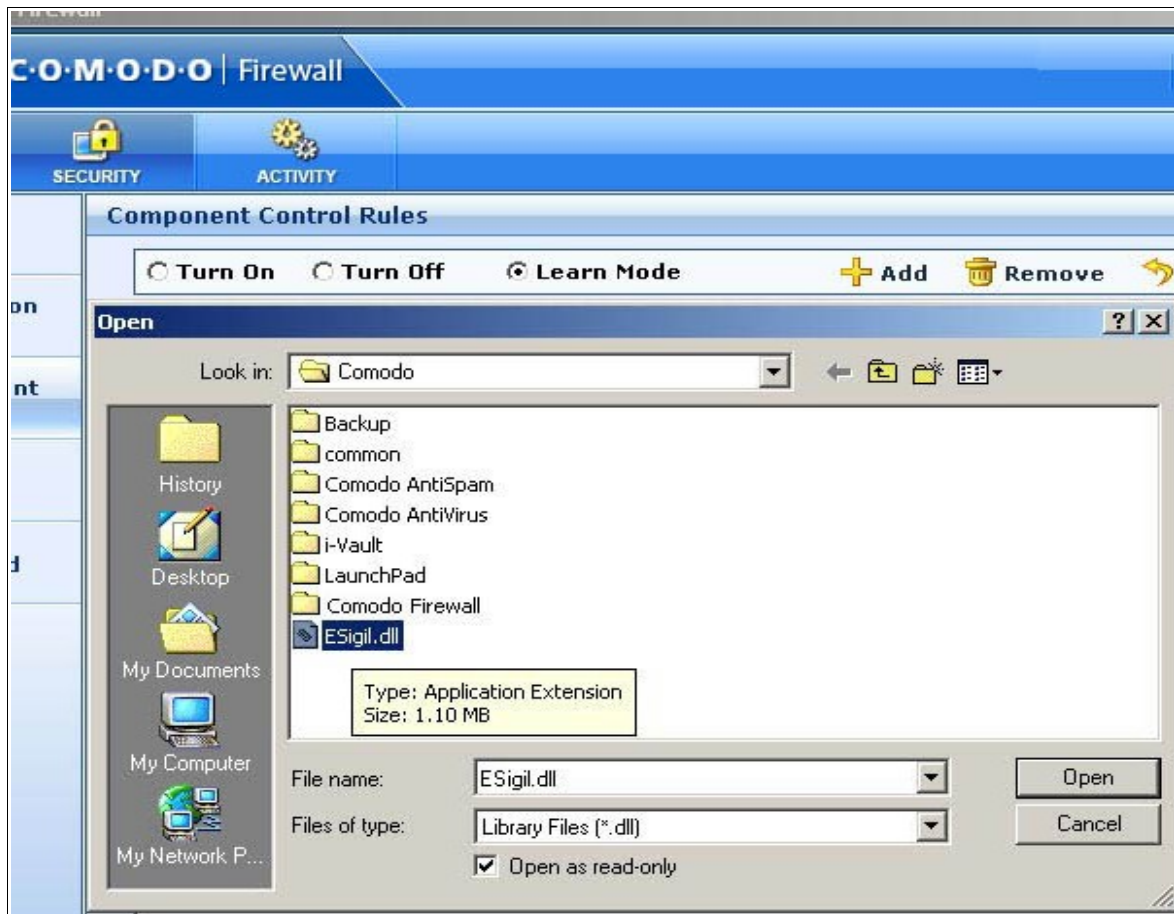 C·O·M·O·D·O | Firewall
SECURITY
ACTIVITY
Component Control Rules
Turn On
Turn Off
Learn Mode
Add
Remove
on
nt
d
Open
Look in:
Comodo
History
Desktop
My Documents
My Computer
My Network P...
Backup
common
Comodo AntiSpam
Comodo AntiVirus
i-Vault
LaunchPad
Comodo Firewall
ESigil.dll
Type: Application Extension
Size: 1.10 MB
File name:
ESigil.dll
Open
Files of type:
Library Files (*.dll)
Cancel
Open as read-only